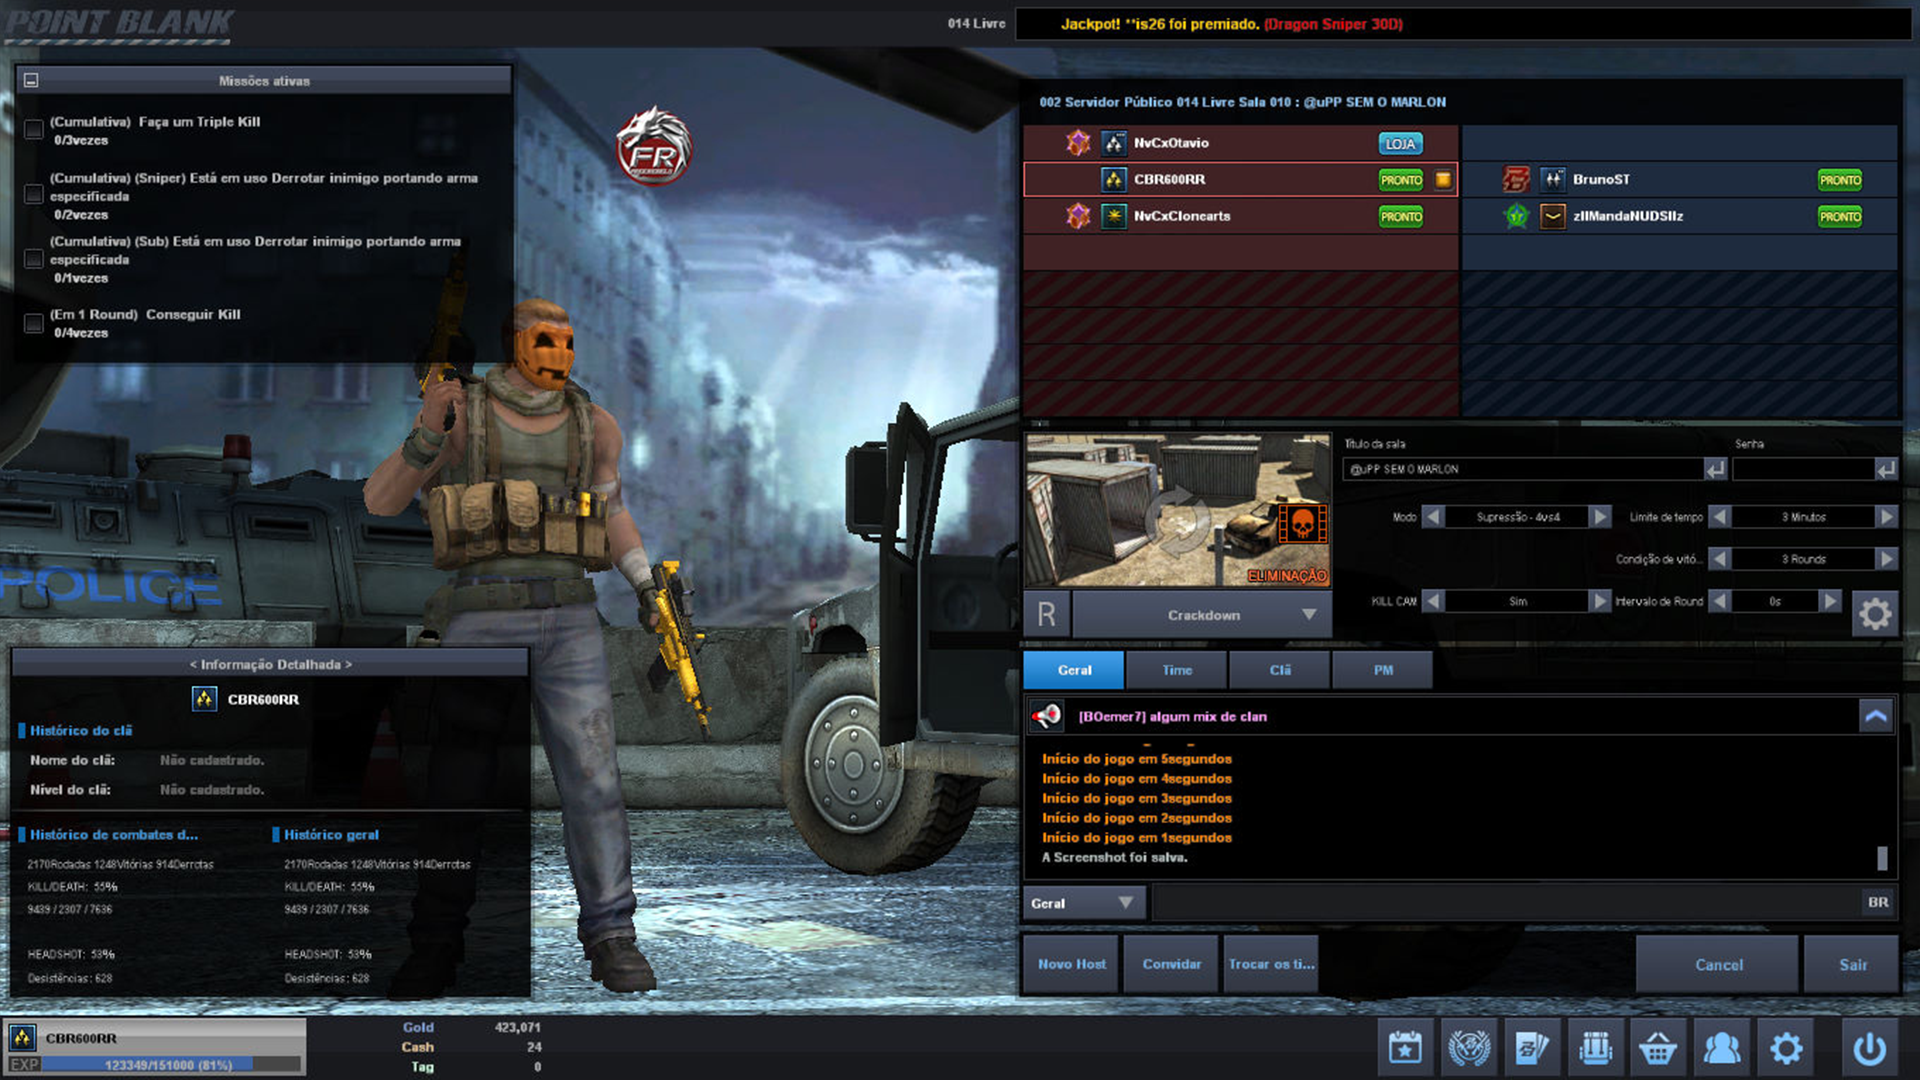 POINT BLANK
014 Livre
Jackpot! **is26 foi premiado. (Dragon Sniper 30D)
Missões ativas
(Cumulativa) Faça um Triple Kill
0/3vezes
(Cumulativa) (Sniper) Está em uso Derrotar inimigo portando arma
especificada
0/2vezes
(Cumulativa) (Sub) Está em uso Derrotar inimigo portando arma
especificada
0/1vezes
(Em 1 Round) Conseguir Kill
0/4vezes
FR
002 Servidor Público 014 Livre Sala 010 : @uPP SEM O MARLON
NvCxOtavio LOJA
CBR600RR PRONTO
BrunoST PRONTO
NvCxClonearts PRONTO
zIIMandaNUDSIIz PRONTO
ELIMINAÇÃO
R
Crackdown
Título da sala
Senha
@uPP SEM O MARLON
Modo Supressão - 4vs4
Limite de tempo 3 Minutos
Condição de vitó... 3 Rounds
KILL CAM Sim
Intervalo de Round 0s
POLICE
Geral Time Clã PM
[BOemer7] algum mix de clan
Início do jogo em 5segundos
Início do jogo em 4segundos
Início do jogo em 3segundos
Início do jogo em 2segundos
Início do jogo em 1segundos
A Screenshot foi salva.
Geral
BR
Novo Host Convidar Trocar os ti... Cancel Sair
< Informação Detalhada >
CBR600RR
Histórico do clã
Nome do clã: Não cadastrado.
Nível do clã: Não cadastrado.
Histórico de combates d... Histórico geral
2170Rodadas 1248Vitórias 914Derrotas 2170Rodadas 1248Vitórias 914Derrotas
KILL/DEATH: 55% KILL/DEATH: 55%
9439 / 2307 / 7636 9439 / 2307 / 7636
HEADSHOT: 53% HEADSHOT: 53%
Desistências: 628 Desistências: 628
CBR600RR
EXP 123349/151000 (81%)
Gold 423,071
Cash 24
Tag 0